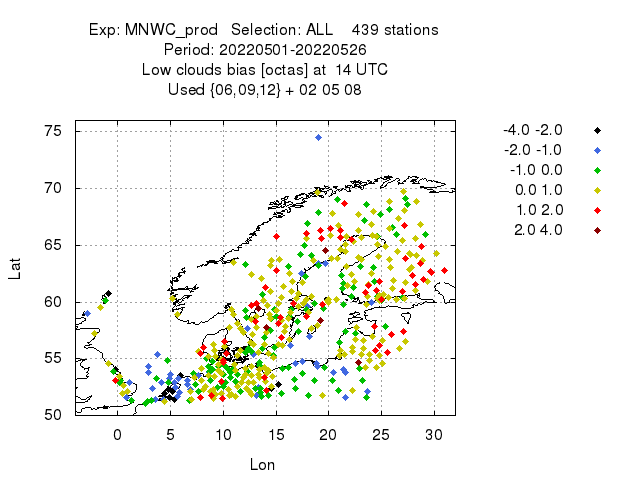 Exp: MNWC_prod Selection: ALL 439 stations
Period: 20220501-20220526
Low clouds bias [octas] at 14 UTC
Used {06,09,12} + 02 05 08
75
70
65
60
55
50
0 5 10 15 20 25 30
Lat
Lon
-4.0 -2.0
-2.0 -1.0
-1.0 0.0
0.0 1.0
1.0 2.0
2.0 4.0